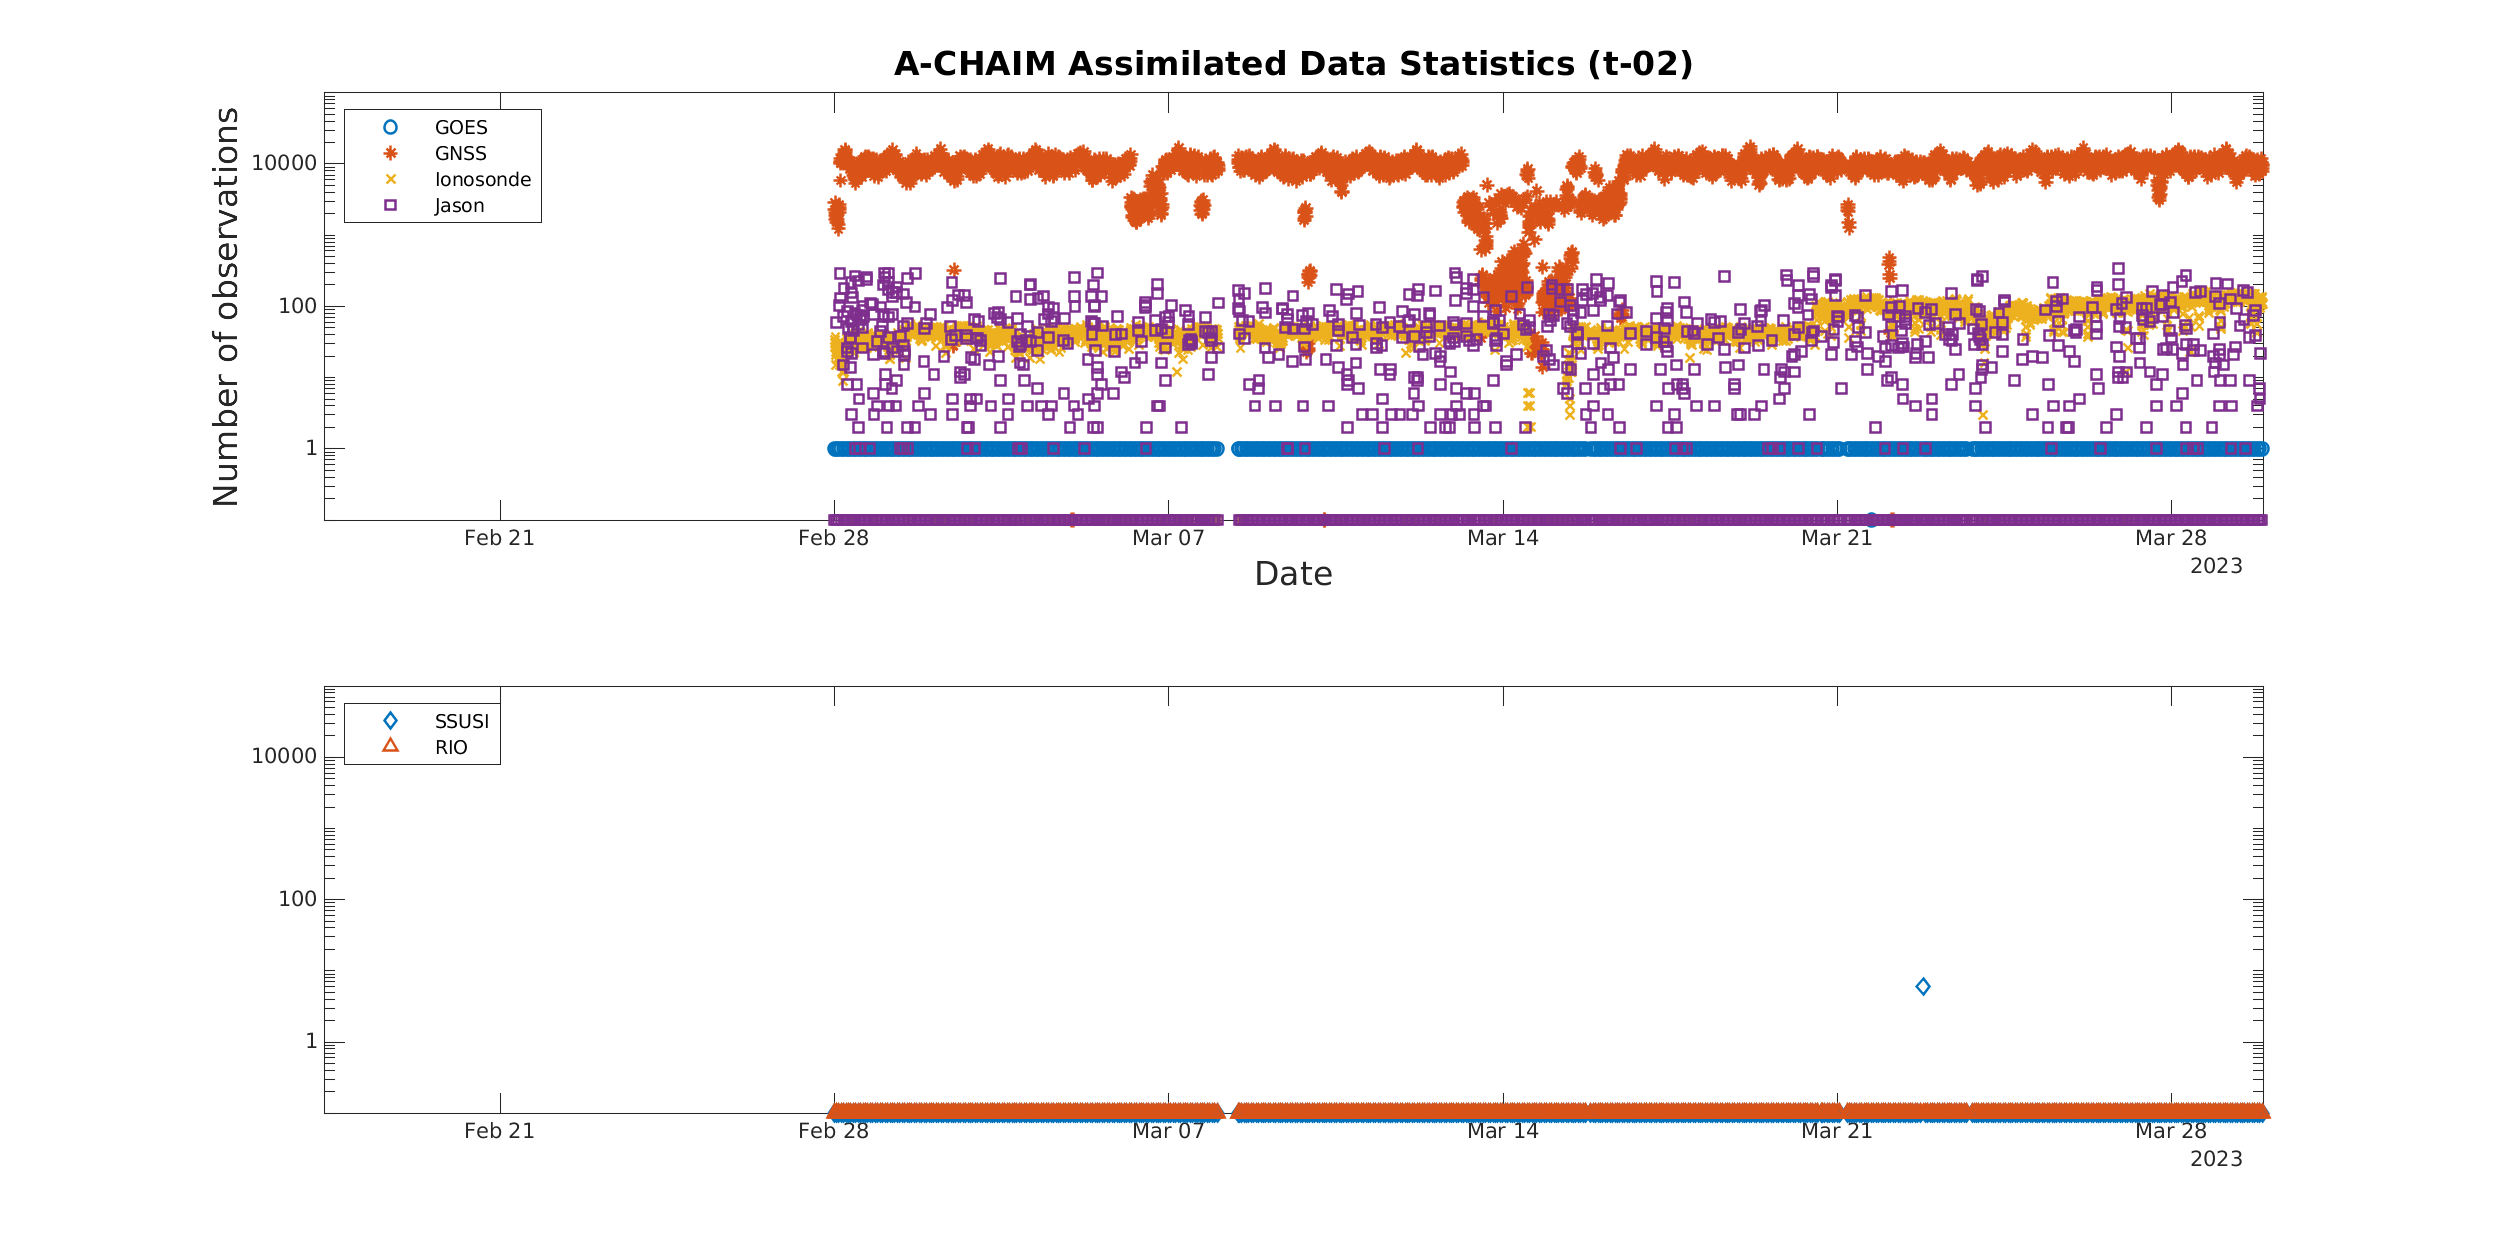 A-CHAIM Assimilated Data Statistics (t-02)
GOES
GNSS
Ionosonde
Jason
Number of observations
10000
100
1
Feb 21
Feb 28
Mar 07
Mar 14
Mar 21
Mar 28
2023
Date
SSUSI
RIO
10000
100
1
Feb 21
Feb 28
Mar 07
Mar 14
Mar 21
Mar 28
2023